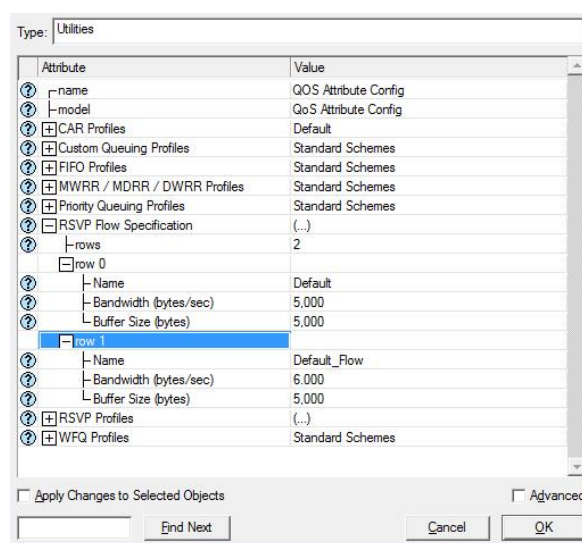 Type: Utilities
Attribute Value
name QOS Attribute Config
model QoS Attribute Config
CAR Profiles Default
Custom Queuing Profiles Standard Schemes
FIFO Profiles Standard Schemes
MWRR / MDRR / DWRR Profiles Standard Schemes
Priority Queuing Profiles Standard Schemes
RSVP Flow Specification (...)
rows 2
row 0
Name Default
Bandwidth (bytes/sec) 5,000
Buffer Size (bytes) 5,000
row 1
Name Default_Flow
Bandwidth (bytes/sec) 6.000
Buffer Size (bytes) 5,000
RSVP Profiles (...)
WFQ Profiles Standard Schemes
Apply Changes to Selected Objects Advanced
Find Next Cancel OK